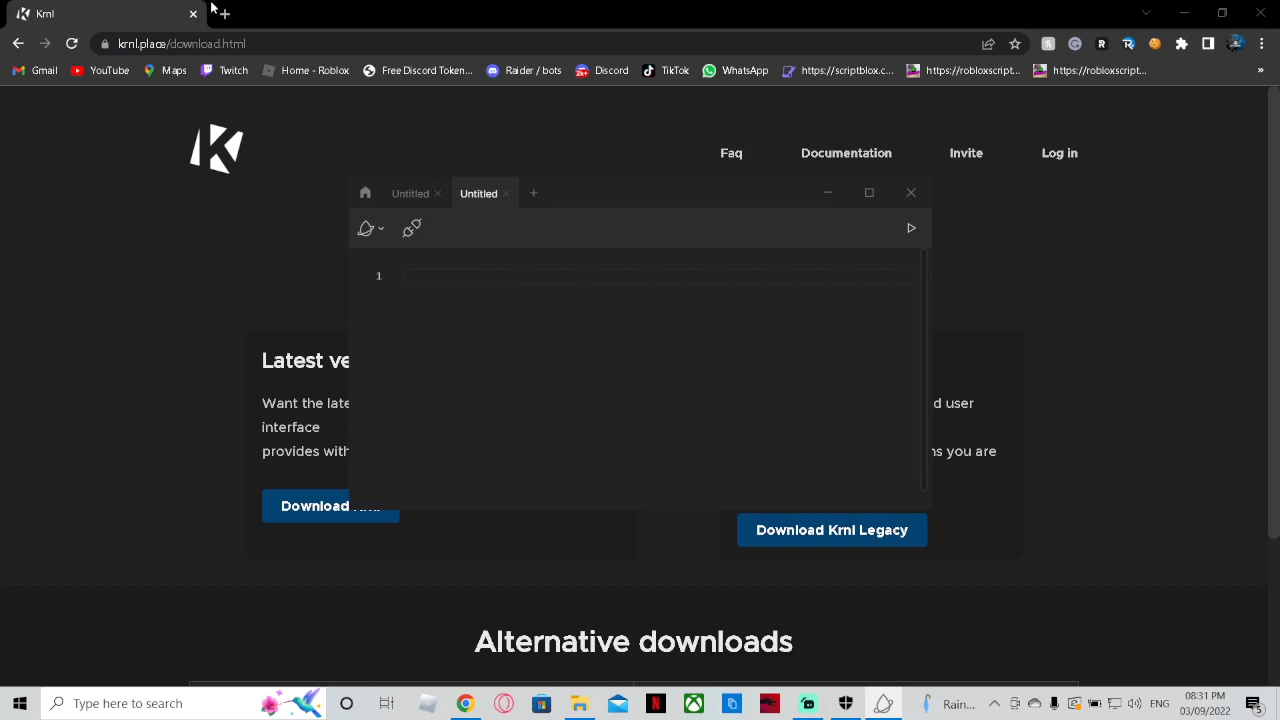 Krnl
krnl.place/download.html
Gmail YouTube Maps Twitch Home - Roblox Free Discord Token... Raider / bots 2k+ Discord TikTok WhatsApp https://scriptblox.c... https://robloxscript... https://robloxscript... »
Faq Documentation Invite Log in
Untitled Untitled
1
Latest ve
Want the late
interface
provides with
d user
ns you are
Download
Download Krnl Legacy
Alternative downloads
Type here to search
Rain... ENG 08:31 PM
03/09/2022
5